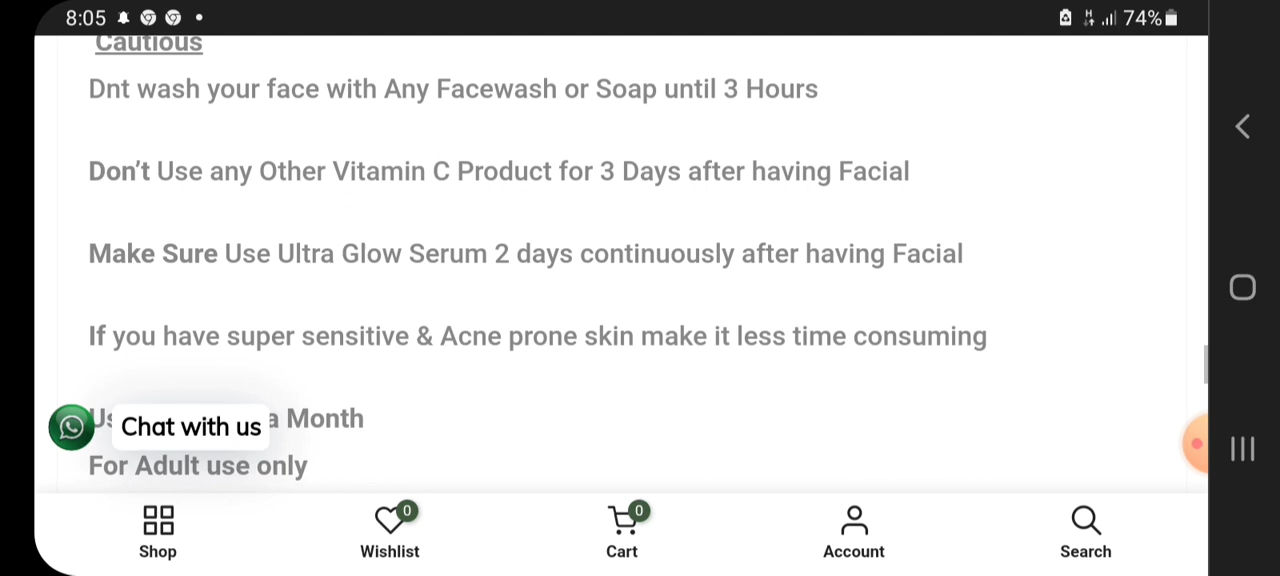 8:05
74%
Cautious
Dnt wash your face with Any Facewash or Soap until 3 Hours
Don't Use any Other Vitamin C Product for 3 Days after having Facial
Make Sure Use Ultra Glow Serum 2 days continuously after having Facial
If you have super sensitive & Acne prone skin make it less time consuming
a Month
Chat with us
For Adult use only
0
0
Shop
Wishlist
Cart
Account
Search